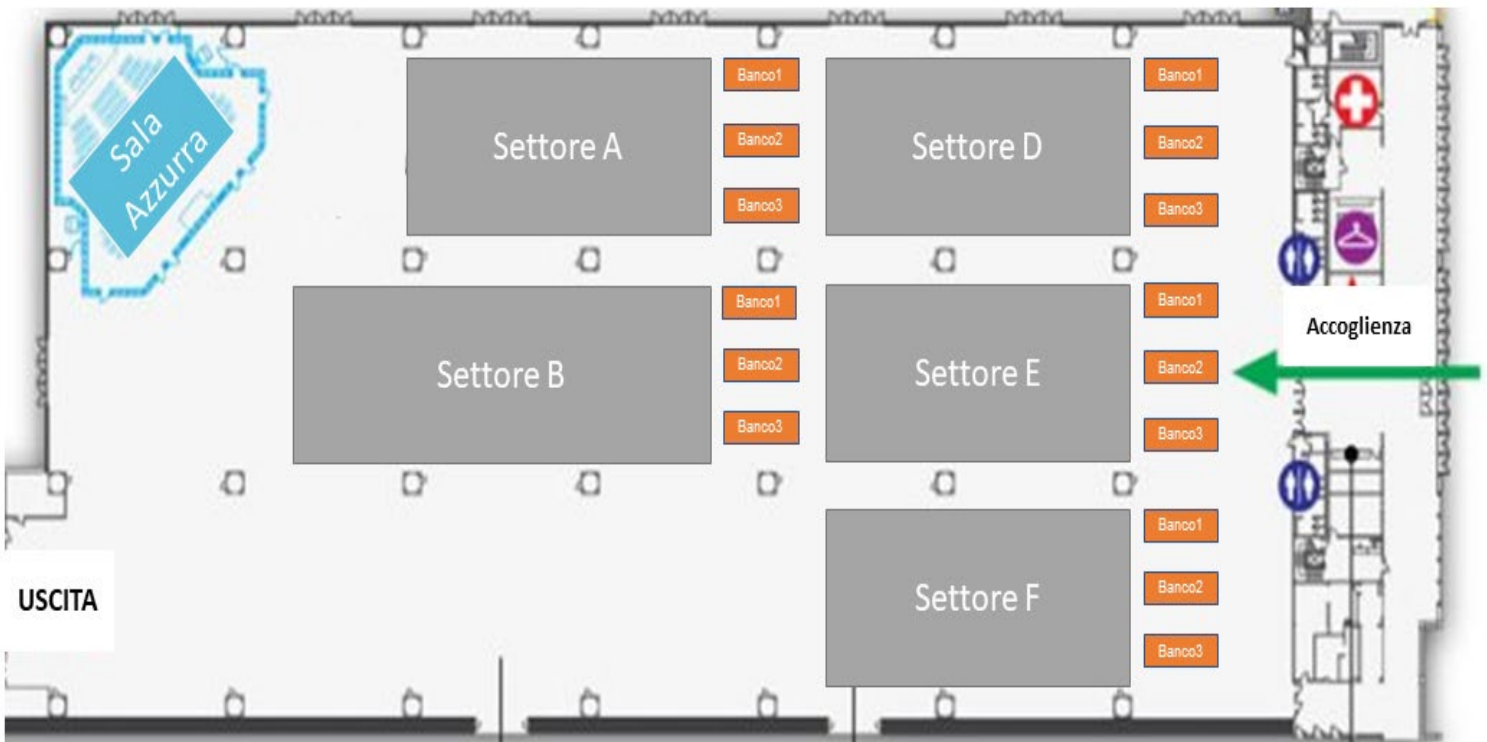 Sala
Azzurra
Settore A
Banco1
Banco2
Banco3
Settore D
Banco1
Banco2
Banco3
Settore B
Banco1
Banco2
Banco3
Settore E
Banco1
Banco2
Banco3
Accoglienza
Settore F
Banco1
Banco2
Banco3
USCITA